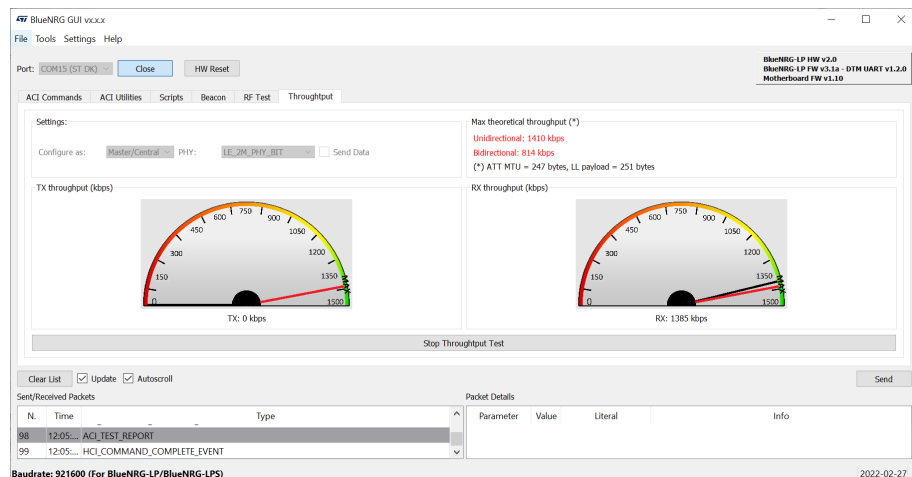 BlueNRG GUI vx.x.x
File Tools Settings Help
Port: COM15 (ST DK) Close HW Reset
BlueNRG-LP HW v2.0
BlueNRG-LP FW v3.1a - DTM UART v1.2.0
Motherboard FW v1.10
ACI Commands ACI Utilities Scripts Beacon RF Test Throughtput
Settings:
Configure as: Master/Central PHY: LE_2M_PHY_BIT Send Data
Max theoretical throughput (*)
Unidirectional: 1410 kbps
Bidirectional: 814 kbps
(*) ATT MTU = 247 bytes, LL payload = 251 bytes
TX throughput (kbps)
0
150
300
450
600
750
900
1050
1200
1350
1500
MAX
TX: 0 kbps
RX throughput (kbps)
0
150
300
450
600
750
900
1050
1200
1350
1500
MAX
RX: 1385 kbps
Stop Throughtput Test
Clear List Update Autoscroll Send
Sent/Received Packets
N. Time Type
98 12:05:... ACI_TEST_REPORT
99 12:05:... HCI_COMMAND_COMPLETE_EVENT
Packet Details
Parameter Value Literal Info
Baudrate: 921600 (For BlueNRG-LP/BlueNRG-LPS) 2022-02-27